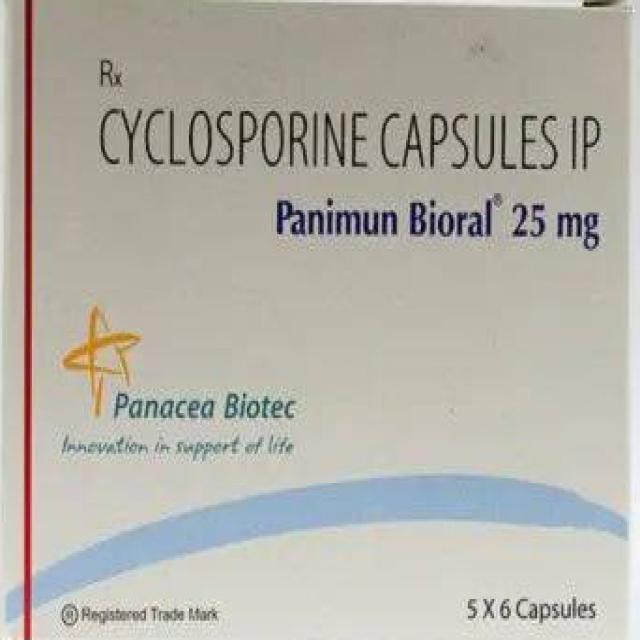 Rx
CYCLOSPORINE CAPSULES IP
Panimun Bioral® 25 mg
Panacea Biotec
Innovation in support of life
® Registered Trade Mark
5 X 6 Capsules